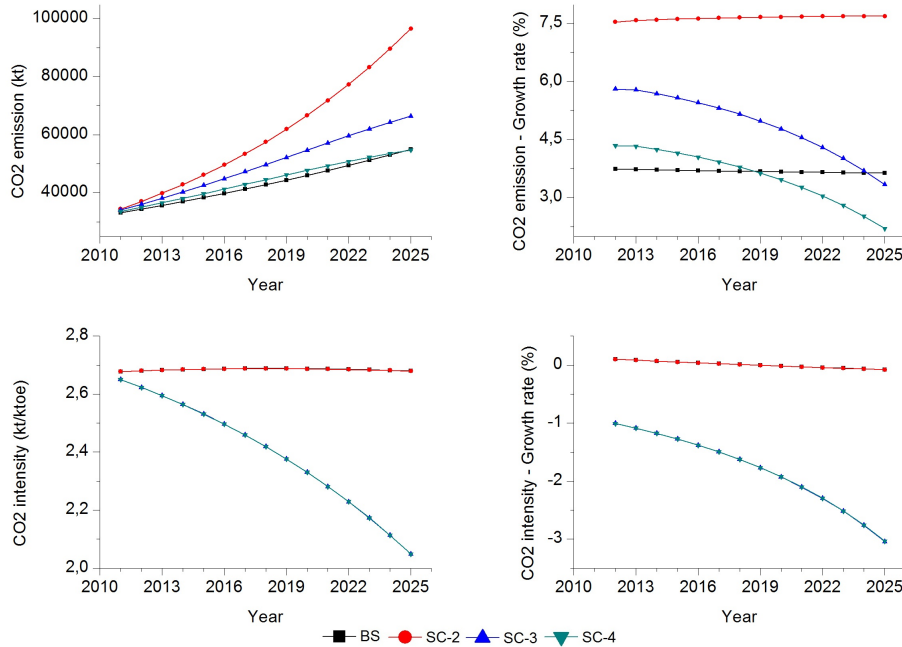 CO2 emission (kt)
100000
80000
60000
40000
2010 2013 2016 2019 2022 2025
Year
CO2 emission - Growth rate (%)
7,5
6,0
4,5
3,0
2010 2013 2016 2019 2022 2025
Year
CO2 intensity (kt/ktoe)
2,8
2,6
2,4
2,2
2,0
2010 2013 2016 2019 2022 2025
Year
CO2 intensity - Growth rate (%)
0
-1
-2
-3
2010 2013 2016 2019 2022 2025
Year
BS SC-2 SC-3 SC-4